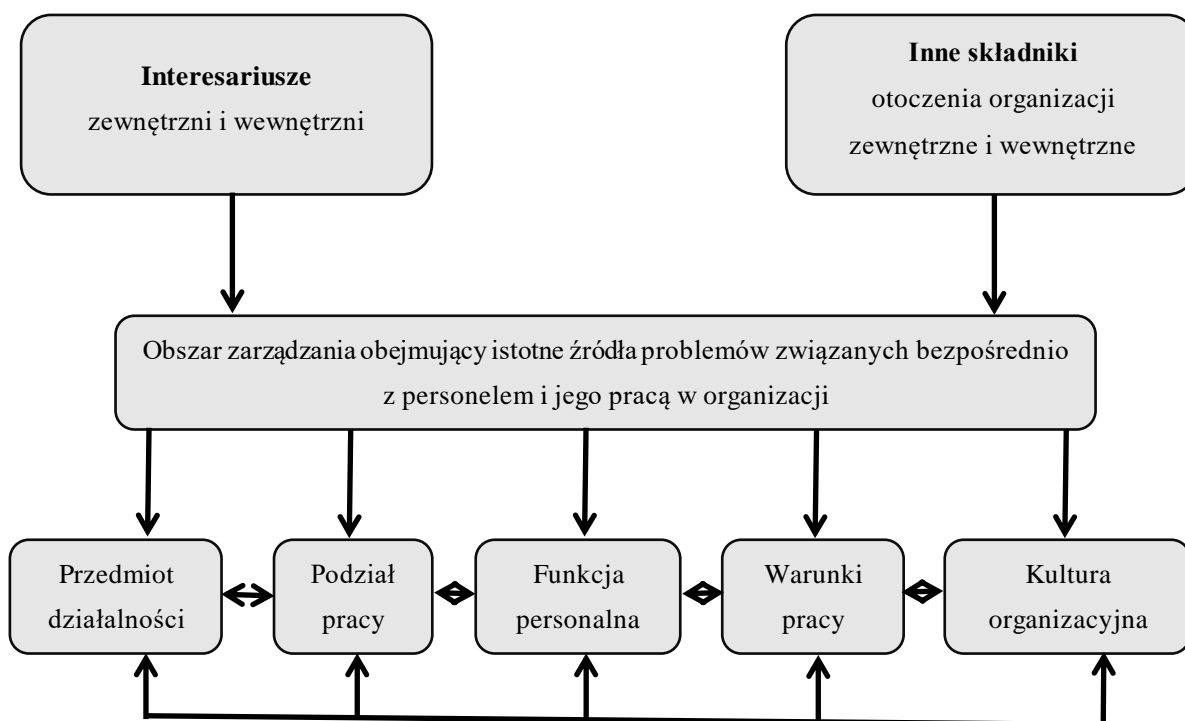 Interesariusze
zewnętrzni i wewnętrzni
Inne składniki
otoczenia organizacji
zewnętrzne i wewnętrzne
Obszar zarządzania obejmujący istotne źródła problemów związanych bezpośrednio
z personelem i jego pracą w organizacji
Przedmiot
działalności
Podział
pracy
Funkcja
personalna
Warunki
pracy
Kultura
organizacyjna